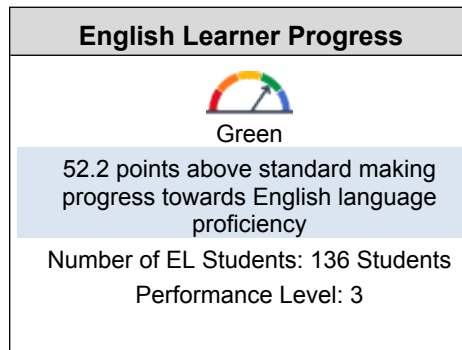 English Learner Progress
Green
52.2 points above standard making
progress towards English language
proficiency
Number of EL Students: 136 Students
Performance Level: 3